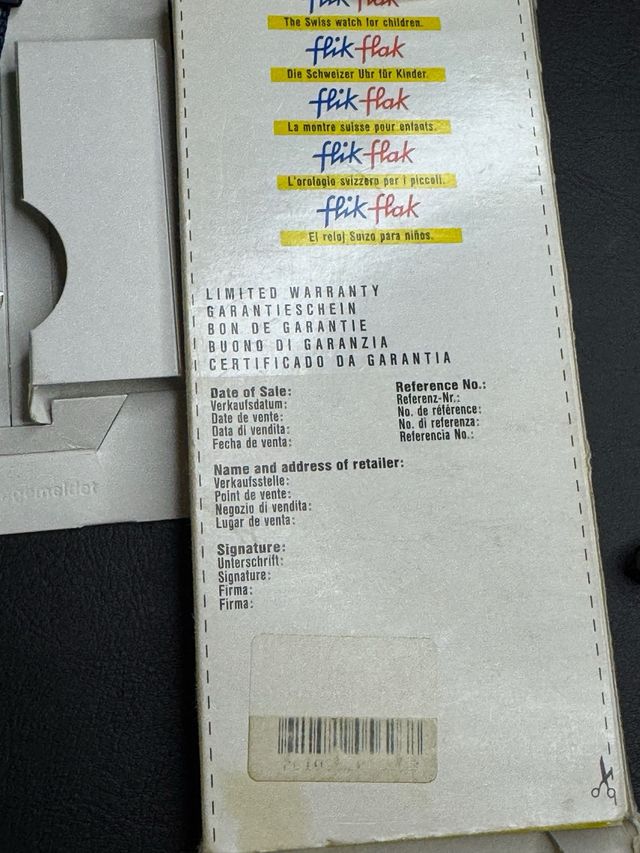 flik flak
The Swiss watch for children.
flik flak
Die Schweizer Uhr für Kinder.
flik flak
La montre suisse pour enfants.
flik flak
L'orologio svizzero per i piccoli.
flik flak
El reloj Suizo para niños.
LIMITED WARRANTY
GARANTIESCHEIN
BON DE GARANTIE
BUONO DI GARANZIA
CERTIFICADO DA GARANTIA
Date of Sale:
Verkaufsdatum:
Date de vente:
Data di vendita:
Fecha de venta:
Reference No.:
Referenz-Nr.:
No. de référence:
No. di referenza:
Referencia No.:
Name and address of retailer:
Verkaufsstelle:
Point de vente:
Negozio di vendita:
Lugar de venta:
Signature:
Unterschrift:
Signature:
Firma:
Firma: